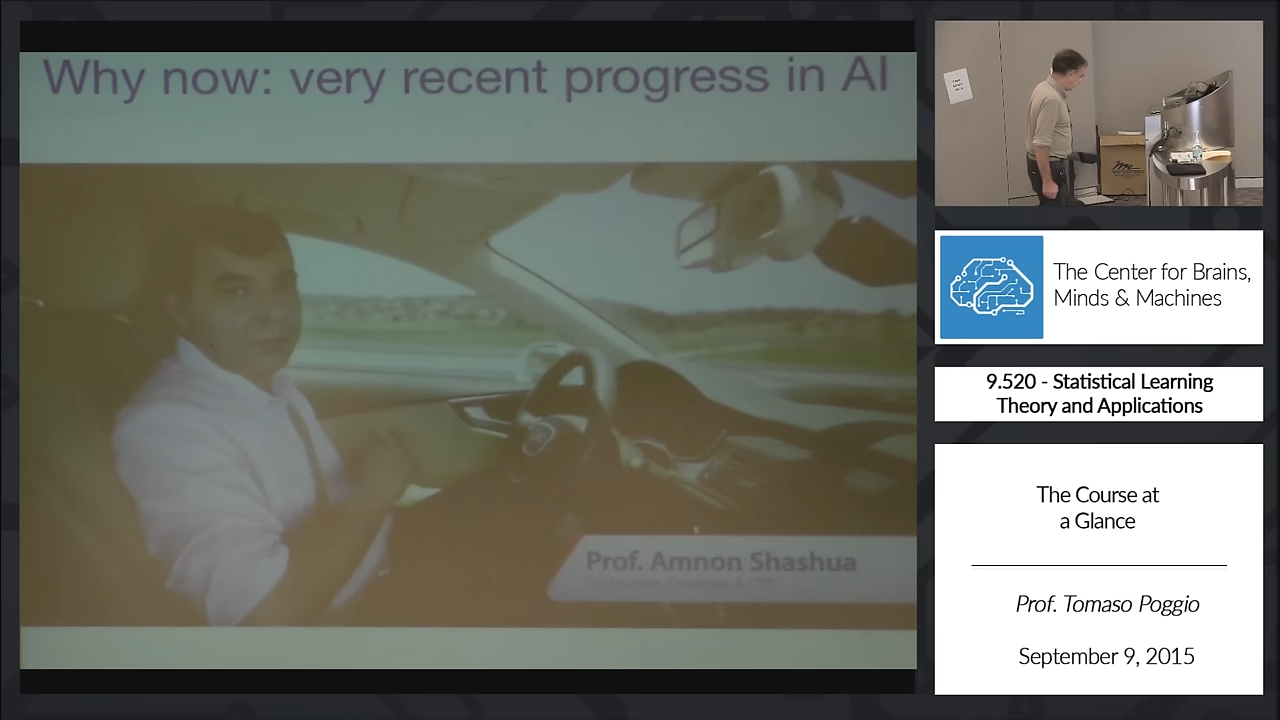 Why now: very recent progress in AI
Prof. Amnon Shashua
The Center for Brains,
Minds & Machines
9.520 - Statistical Learning
Theory and Applications
The Course at
a Glance
Prof. Tomaso Poggio
September 9, 2015